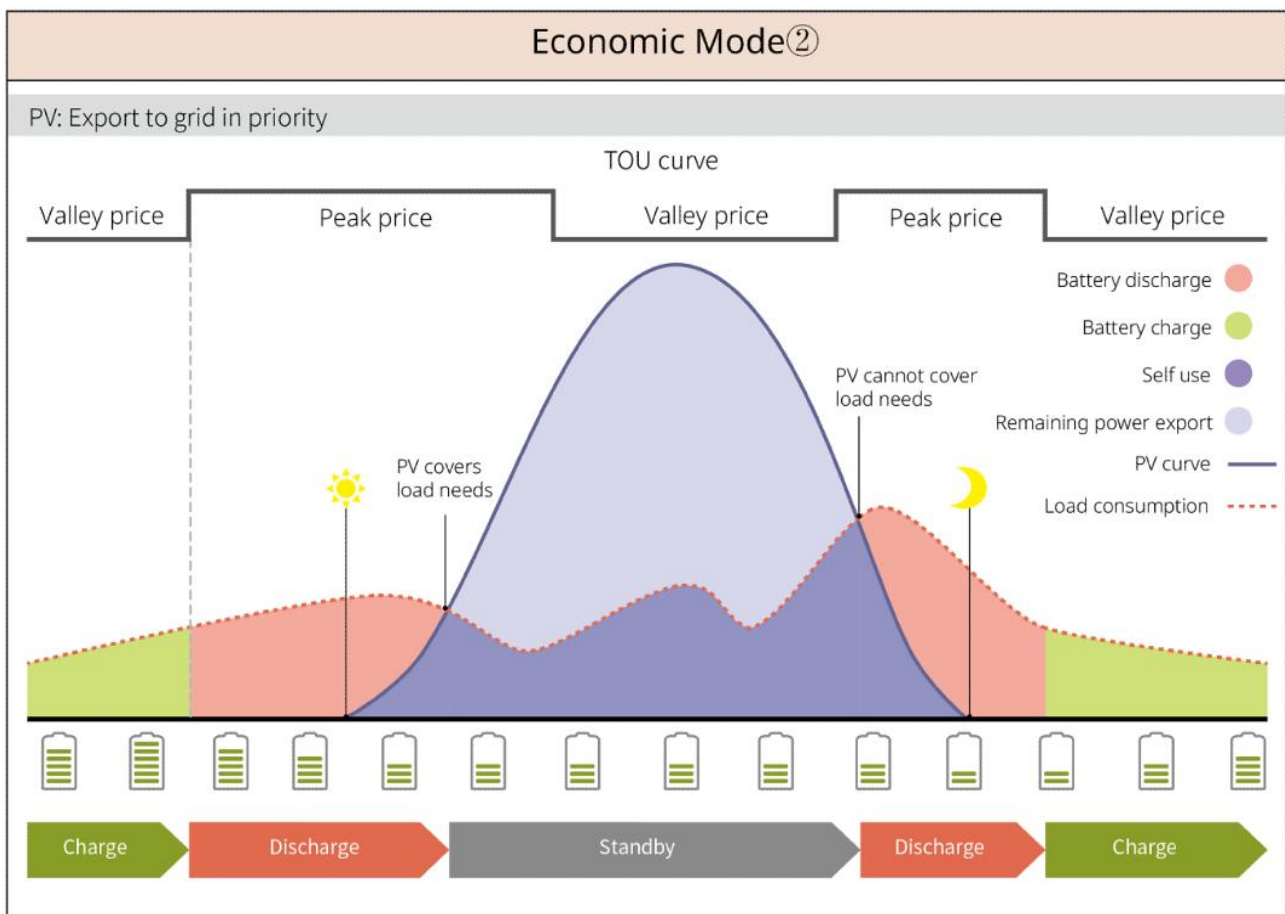 Economic Mode②
PV: Export to grid in priority
TOU curve
Valley price
Peak price
Valley price
Peak price
Valley price
Battery discharge
Battery charge
Self use
Remaining power export
PV curve
Load consumption
PV cannot cover
load needs
PV covers
load needs
Charge
Discharge
Standby
Discharge
Charge